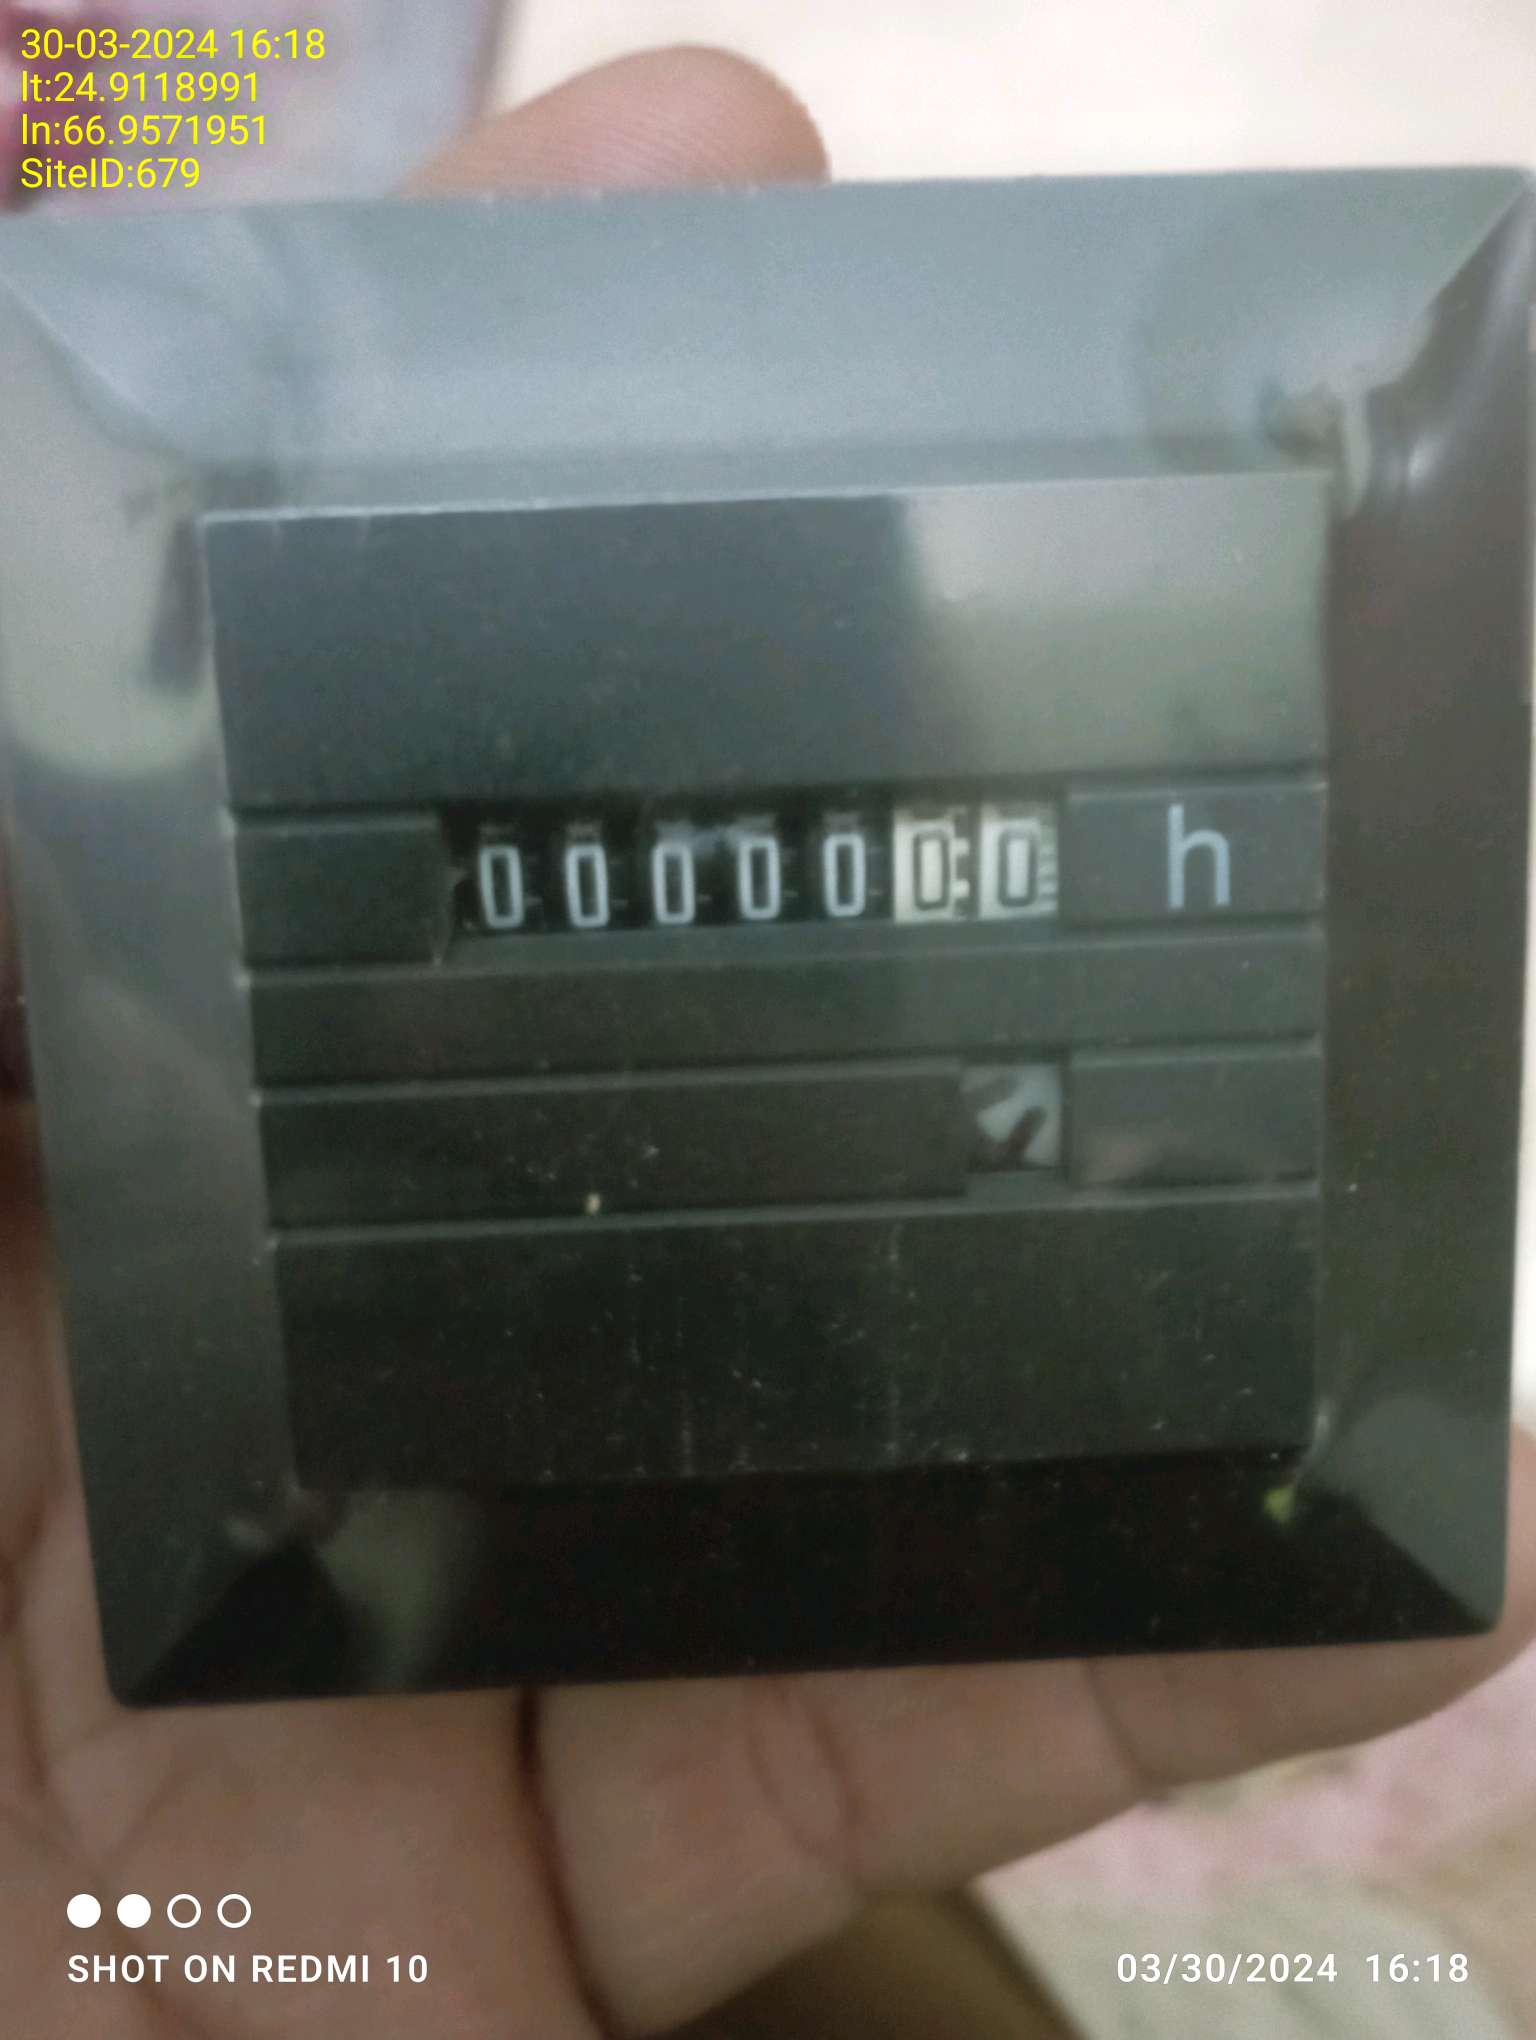 30-03-2024 16:18
lt:24.9118991
ln:66.9571951
SiteID:679
0000000 h
SHOT ON REDMI 10
03/30/2024 16:18